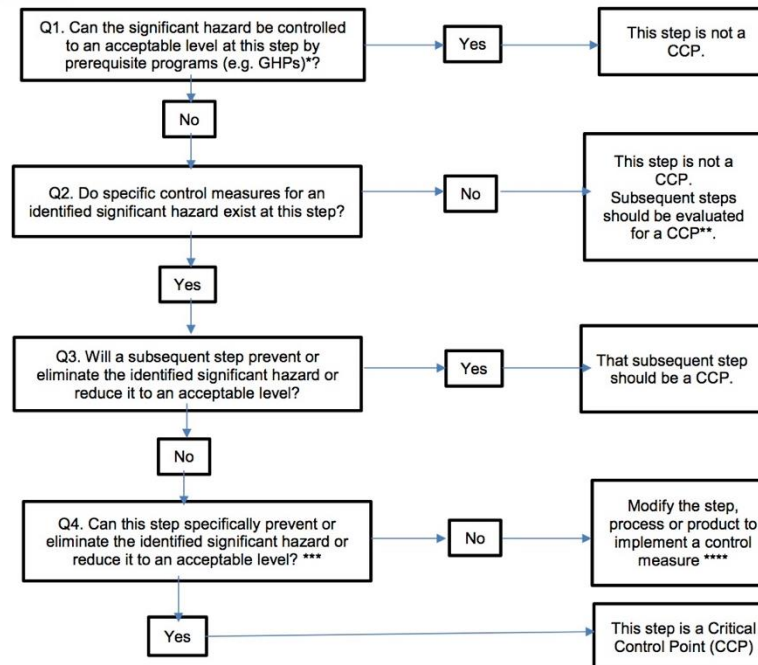 Q1. Can the significant hazard be controlled
to an acceptable level at this step by
prerequisite programs (e.g. GHPs)*?
Yes
This step is not a
CCP.
No
Q2. Do specific control measures for an
identified significant hazard exist at this step?
No
This step is not a
CCP.
Subsequent steps
should be evaluated
for a CCP**.
Yes
Q3. Will a subsequent step prevent or
eliminate the identified significant hazard or
reduce it to an acceptable level?
Yes
That subsequent step
should be a CCP.
No
Q4. Can this step specifically prevent or
eliminate the identified significant hazard or
reduce it to an acceptable level? ***
No
Modify the step,
process or product to
implement a control
measure ****
Yes
This step is a Critical
Control Point (CCP)